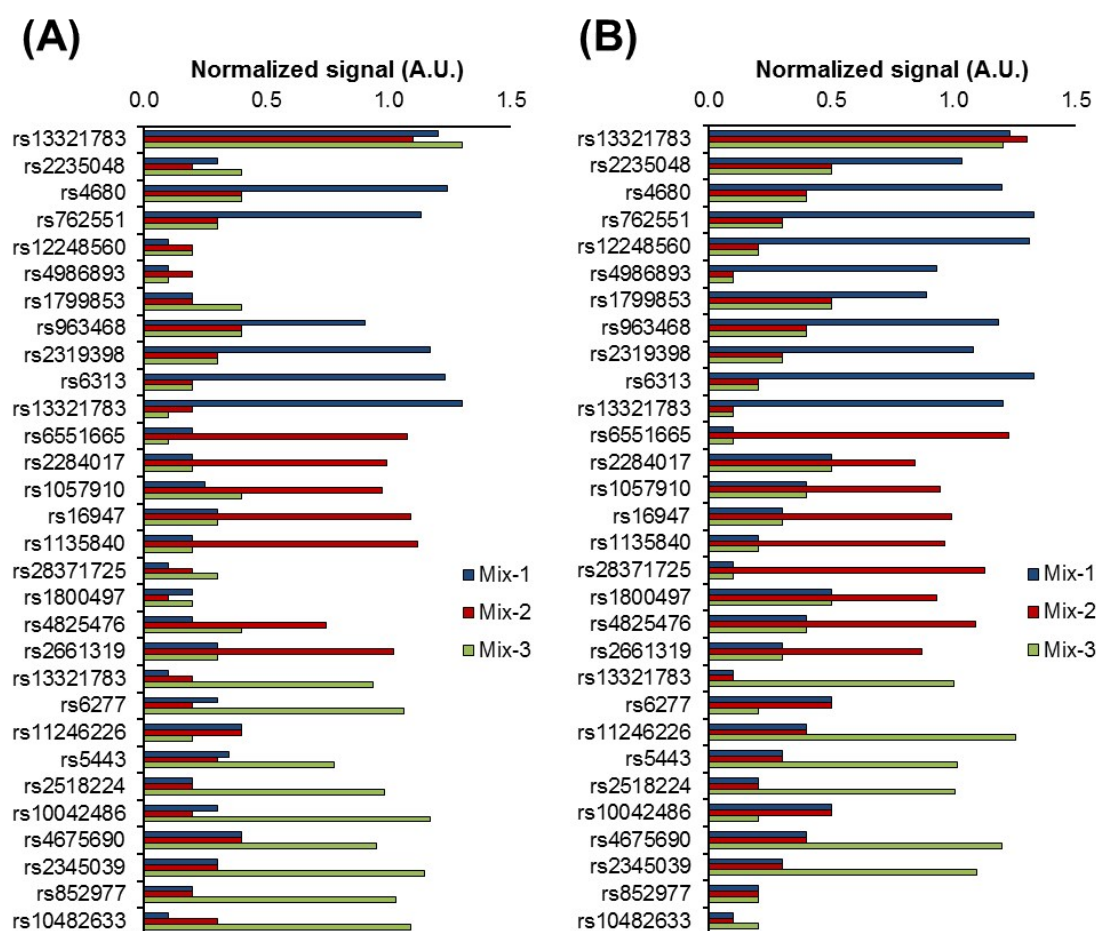 (A)
Normalized signal (A.U.)
0.0 0.5 1.0 1.5
rs13321783
rs2235048
rs4680
rs762551
rs12248560
rs4986893
rs1799853
rs963468
rs2319398
rs6313
rs13321783
rs6551665
rs2284017
rs1057910
rs16947
rs1135840
rs28371725
rs1800497
rs4825476
rs2661319
rs13321783
rs6277
rs11246226
rs5443
rs2518224
rs10042486
rs4675690
rs2345039
rs852977
rs10482633
Mix-1
Mix-2
Mix-3
(B)
Normalized signal (A.U.)
0.0 0.5 1.0 1.5
rs13321783
rs2235048
rs4680
rs762551
rs12248560
rs4986893
rs1799853
rs963468
rs2319398
rs6313
rs13321783
rs6551665
rs2284017
rs1057910
rs16947
rs1135840
rs28371725
rs1800497
rs4825476
rs2661319
rs13321783
rs6277
rs11246226
rs5443
rs2518224
rs10042486
rs4675690
rs2345039
rs852977
rs10482633
Mix-1
Mix-2
Mix-3